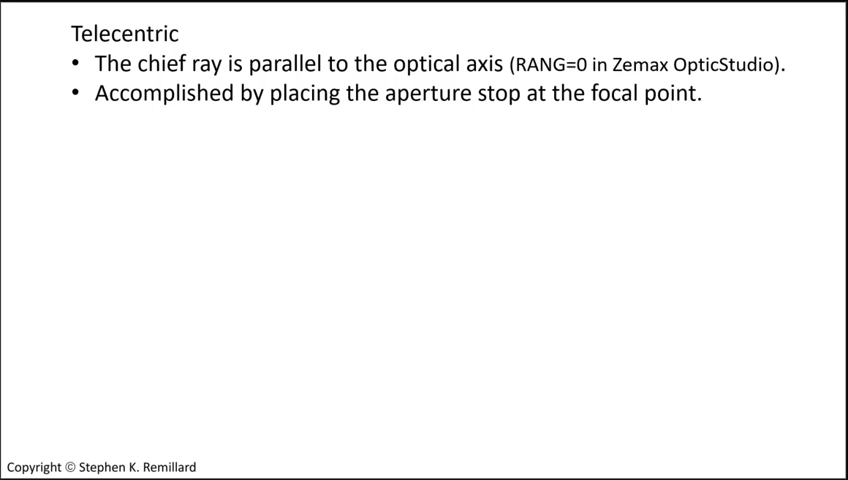 Telecentric
• The chief ray is parallel to the optical axis (RANG=0 in Zemax OpticStudio).
• Accomplished by placing the aperture stop at the focal point.
Copyright © Stephen K. Remillard